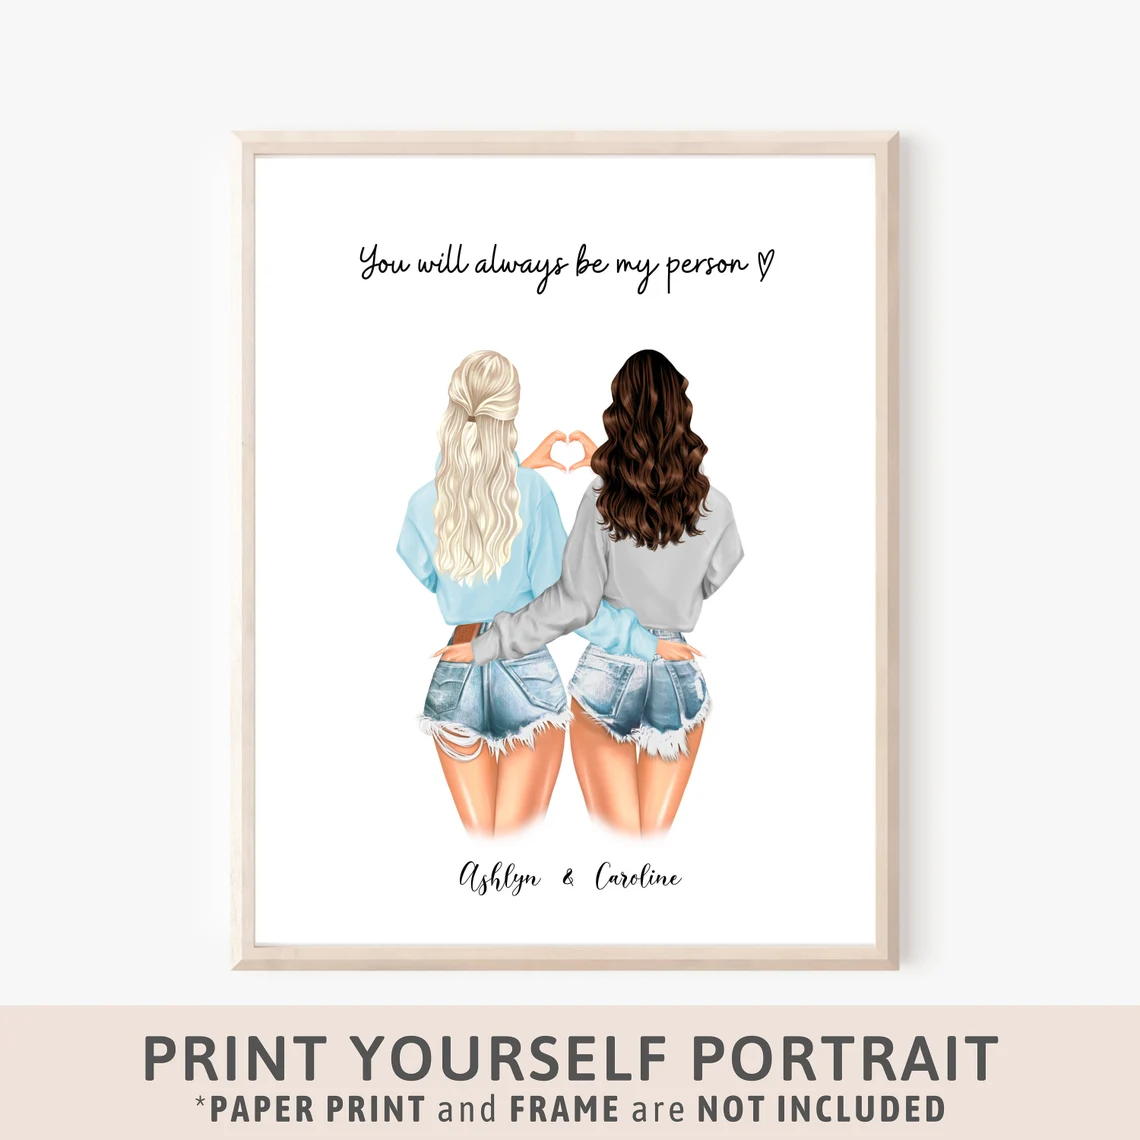 You will always be my person ♡
Ashlyn & Caroline
PRINT YOURSELF PORTRAIT
*PAPER PRINT and FRAME are NOT INCLUDED